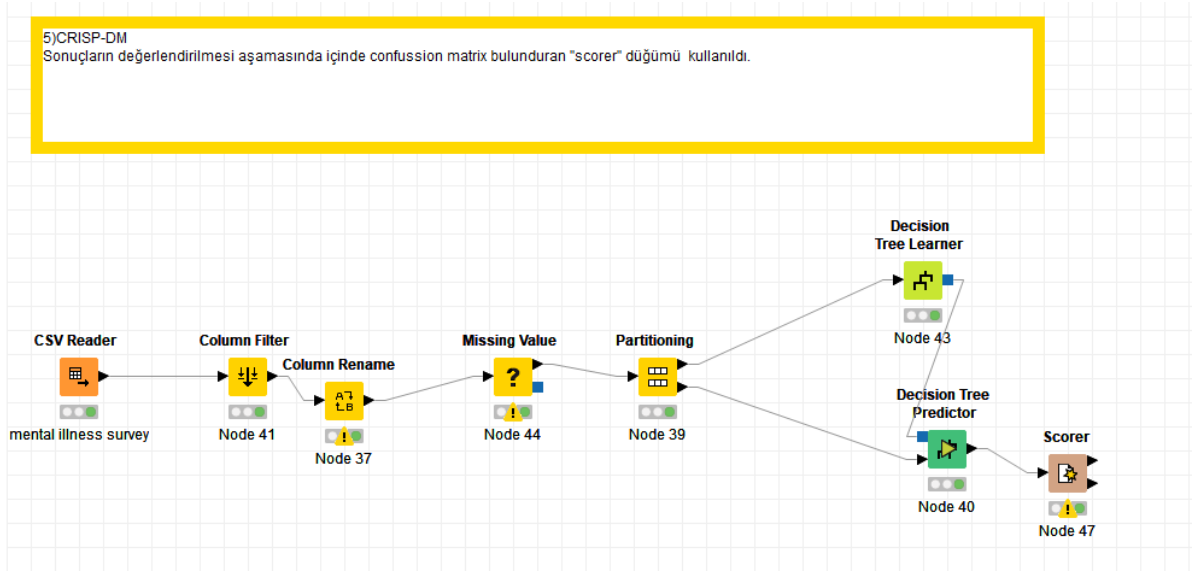 5)CRISP-DM
Sonuçların değerlendirilmesi aşamasında içinde confussion matrix bulunduran "scorer" düğümü kullanıldı.
Decision
Tree Learner
Node 43
CSV Reader
mental illness survey
Column Filter
Node 41
Column Rename
A
B
Node 37
Missing Value
?
Node 44
Partitioning
Node 39
Decision Tree
Predictor
Node 40
Scorer
Node 47